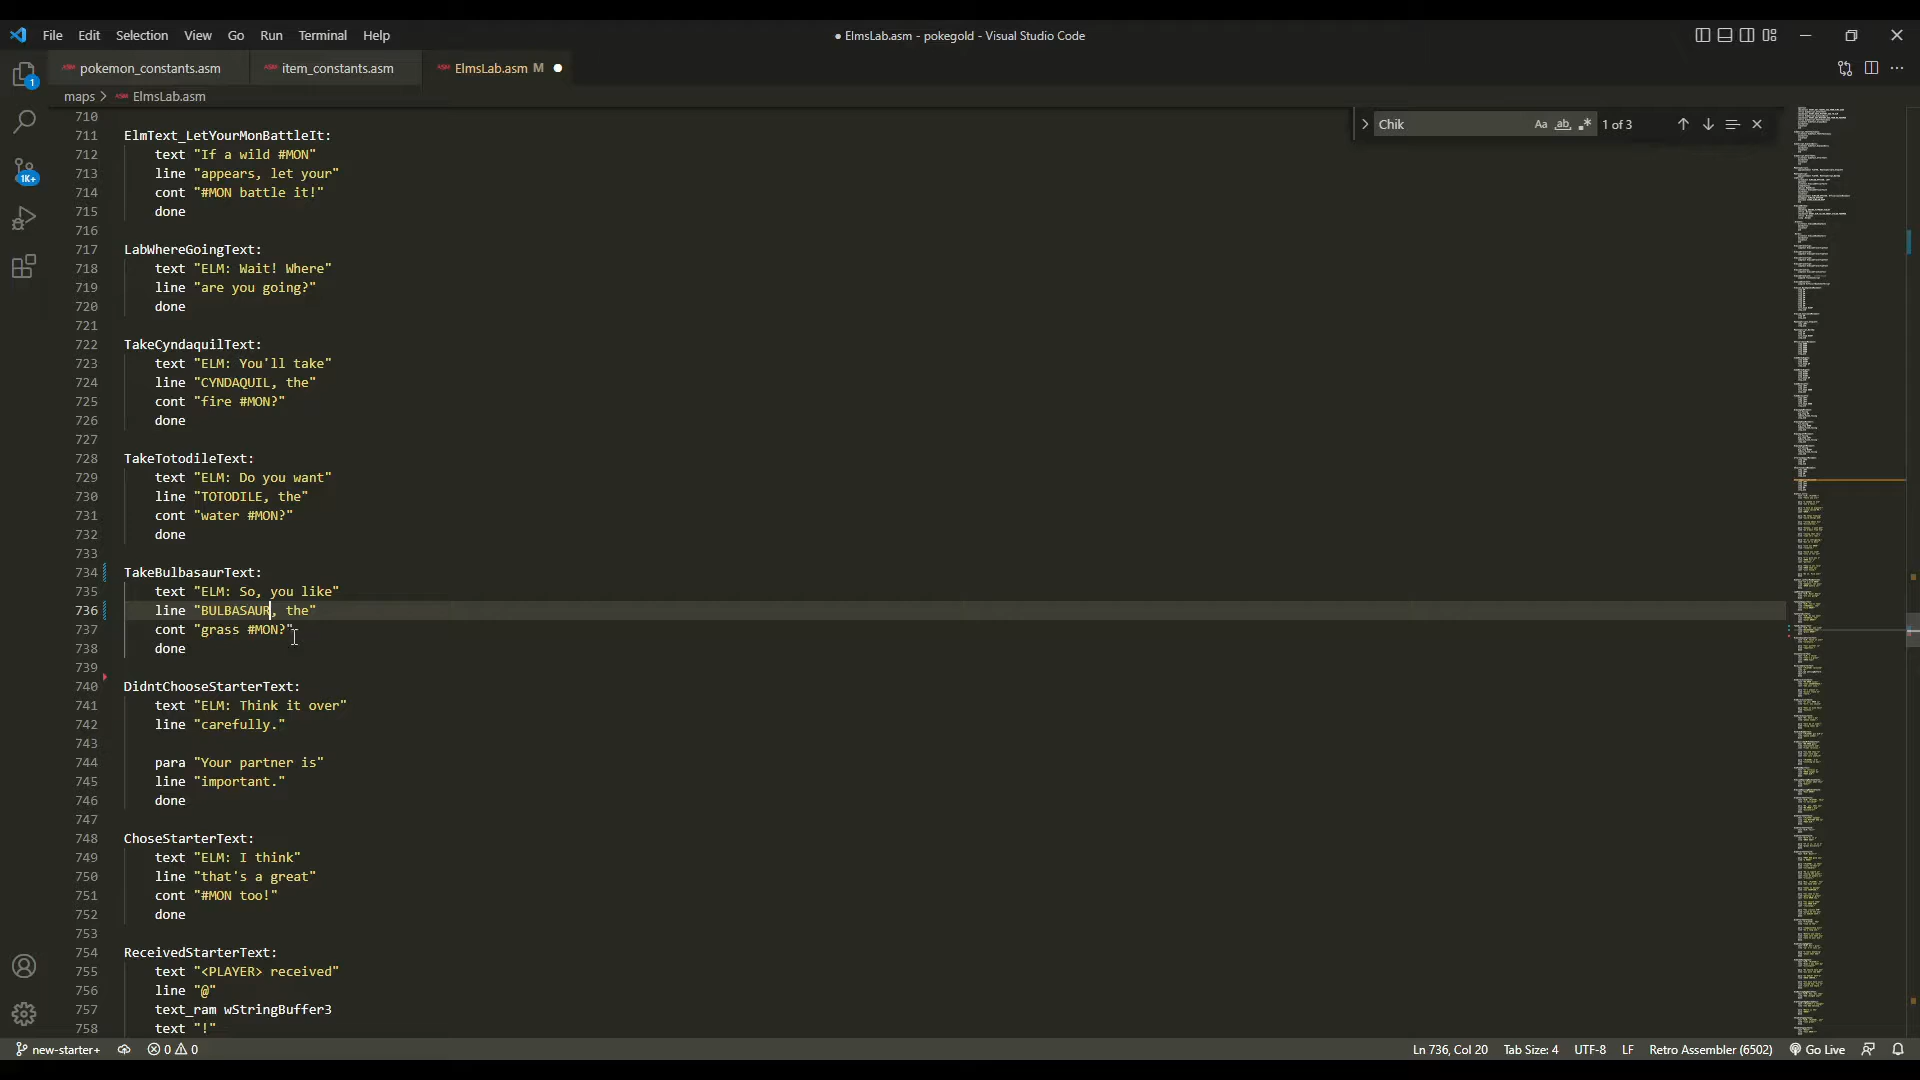 File Edit Selection View Go Run Terminal Help
● ElmsLab.asm - pokegold - Visual Studio Code
pokemon_constants.asm
item_constants.asm
ElmsLab.asm M ●
maps > ElmsLab.asm
Chik
Aa ab .* 1 of 3
1
1K+
710
711 ElmText_LetYourMonBattleIt:
712 text "If a wild #MON"
713 line "appears, let your"
714 cont "#MON battle it!"
715 done
716
717 LabWhereGoingText:
718 text "ELM: Wait! Where"
719 line "are you going?"
720 done
721
722 TakeCyndaquilText:
723 text "ELM: You'll take"
724 line "CYNDAQUIL, the"
725 cont "fire #MON?"
726 done
727
728 TakeTotodileText:
729 text "ELM: Do you want"
730 line "TOTODILE, the"
731 cont "water #MON?"
732 done
733
734 TakeBulbasaurText:
735 text "ELM: So, you like"
736 line "BULBASAUR, the"
737 cont "grass #MON?"
738 done
739
740 DidntChooseStarterText:
741 text "ELM: Think it over"
742 line "carefully."
743
744 para "Your partner is"
745 line "important."
746 done
747
748 ChoseStarterText:
749 text "ELM: I think"
750 line "that's a great"
751 cont "#MON too!"
752 done
753
754 ReceivedStarterText:
755 text "<PLAYER> received"
756 line "@"
757 text_ram wStringBuffer3
758 text "!"
new-starter+ 0 0
Ln 736, Col 20 Tab Size: 4 UTF-8 LF Retro Assembler (6502) Go Live